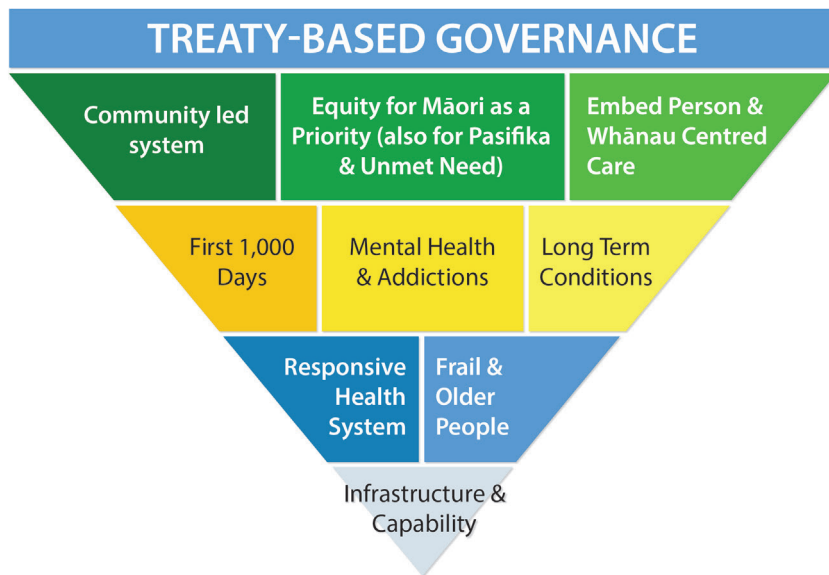 TREATY-BASED GOVERNANCE
Community led
system
Equity for Māori as a
Priority (also for Pasifika
& Unmet Need)
Embed Person &
Whānau Centred
Care
First 1,000
Days
Mental Health
& Addictions
Long Term
Conditions
Responsive
Health
System
Frail &
Older
People
Infrastructure &
Capability